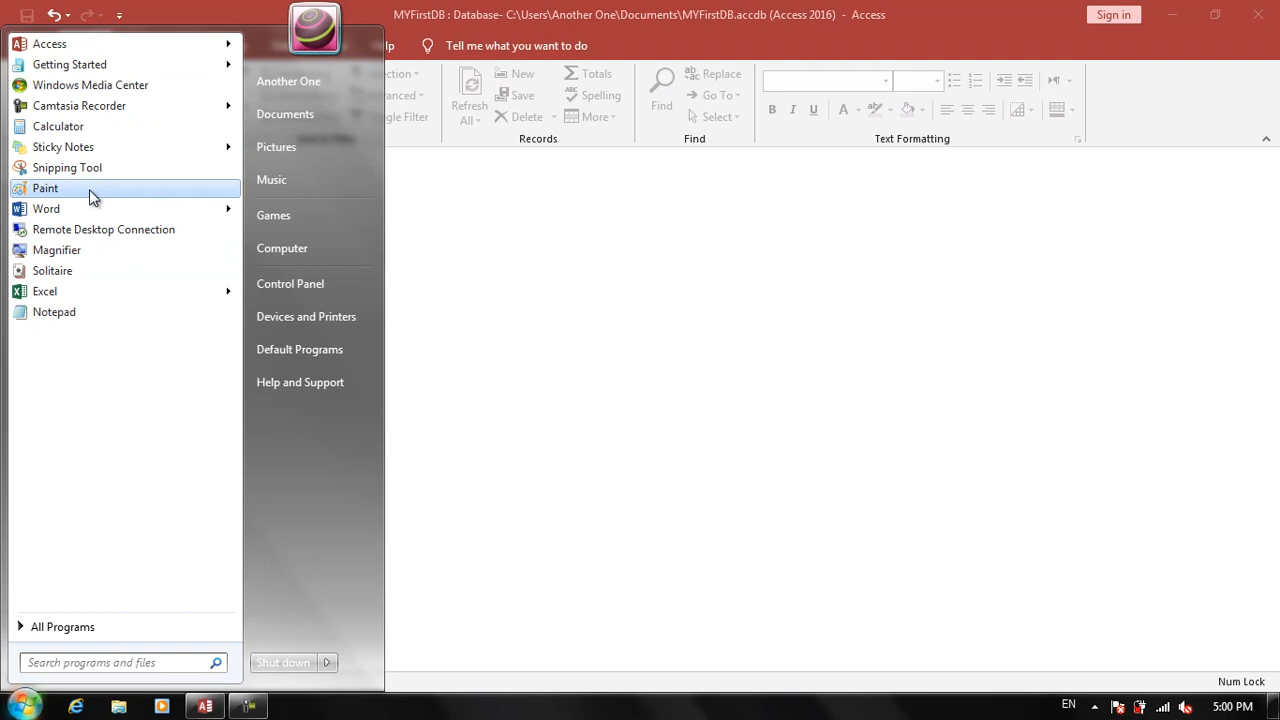 MYFirstDB : Database- C:\Users\Another One\Documents\MYFirstDB.accdb (Access 2016)  -  Access
Sign in
Tell me what you want to do
Access
Getting Started
Windows Media Center
Camtasia Recorder
Calculator
Sticky Notes
Snipping Tool
Paint
Word
Remote Desktop Connection
Magnifier
Solitaire
Excel
Notepad
All Programs
Search programs and files
Another One
Documents
Pictures
Music
Games
Computer
Control Panel
Devices and Printers
Default Programs
Help and Support
Shut down
Refresh
All
New
Save
Delete
Totals
Spelling
More
Records
Find
Replace
Go To
Select
Find
B I U
A
Text Formatting
Num Lock
EN
5:00 PM